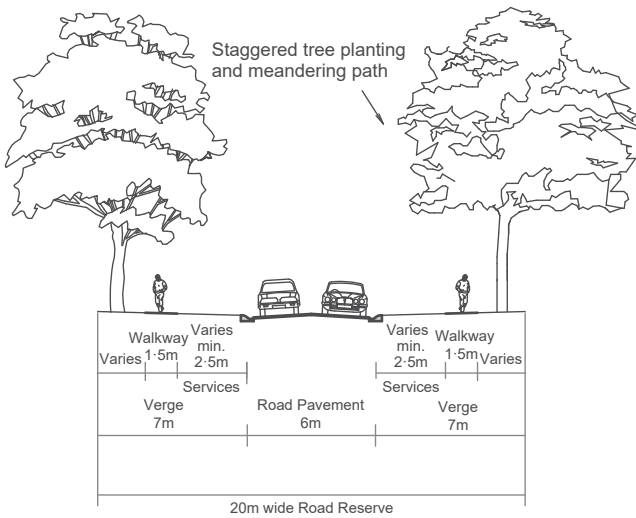 Staggered tree planting
and meandering path
Varies
Walkway
1·5m
Varies
min.
2·5m
Services
Varies
min.
2·5m
Services
Walkway
1·5m
Varies
Verge
7m
Road Pavement
6m
Verge
7m
20m wide Road Reserve